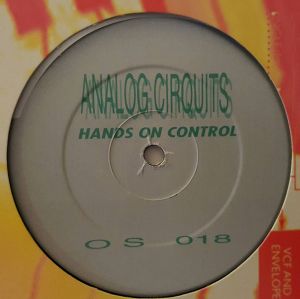 ANALOG CIRQUITS
HANDS ON CONTROL
OS 018
VCF AND
ENVELOPE